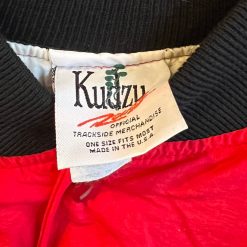 Kudzu
OFFICIAL
TRACKSIDE MERCHANDISE
ONE SIZE FITS MOST
MADE IN THE U.S.A.